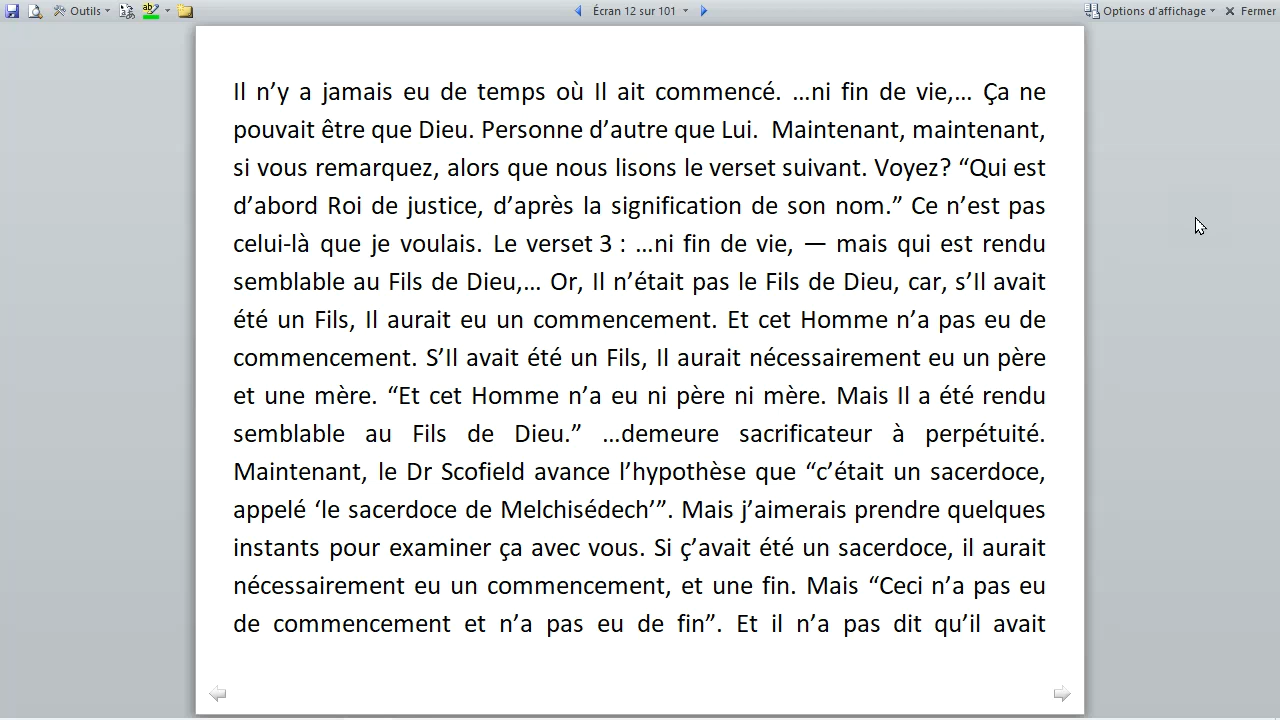 Outils
Écran 12 sur 101
Options d'affichage
Fermer
Il n’y a jamais eu de temps où Il ait commencé. …ni fin de vie,… Ça ne
pouvait être que Dieu. Personne d’autre que Lui.  Maintenant, maintenant,
si vous remarquez, alors que nous lisons le verset suivant. Voyez? “Qui est
d’abord Roi de justice, d’après la signification de son nom.” Ce n’est pas
celui-là que je voulais. Le verset 3 : …ni fin de vie, — mais qui est rendu
semblable au Fils de Dieu,… Or, Il n’était pas le Fils de Dieu, car, s’Il avait
été un Fils, Il aurait eu un commencement. Et cet Homme n’a pas eu de
commencement. S’Il avait été un Fils, Il aurait nécessairement eu un père
et une mère. “Et cet Homme n’a eu ni père ni mère. Mais Il a été rendu
semblable au Fils de Dieu.” …demeure sacrificateur à perpétuité.
Maintenant, le Dr Scofield avance l’hypothèse que “c’était un sacerdoce,
appelé ‘le sacerdoce de Melchisédech’”. Mais j’aimerais prendre quelques
instants pour examiner ça avec vous. Si ç’avait été un sacerdoce, il aurait
nécessairement eu un commencement, et une fin. Mais “Ceci n’a pas eu
de commencement et n’a pas eu de fin”. Et il n’a pas dit qu’il avait